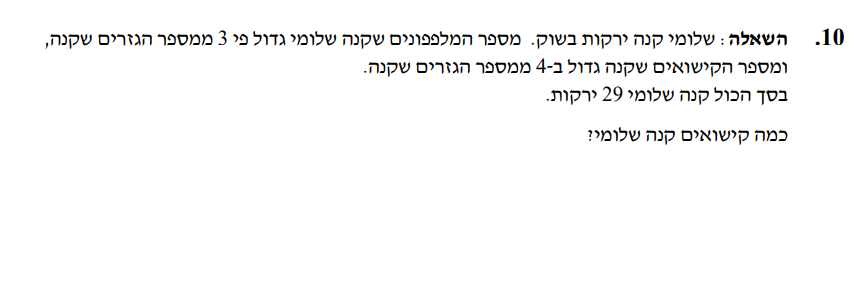 10. השאלה: שלומי קנה ירקות בשוק. מספר המלפפונים שקנה שלומי גדול פי 3 ממספר הגזרים שקנה,
ומספר הקישואים שקנה גדול ב-4 ממספר הגזרים שקנה.
בסך הכול קנה שלומי 29 ירקות.
כמה קישואים קנה שלומי?